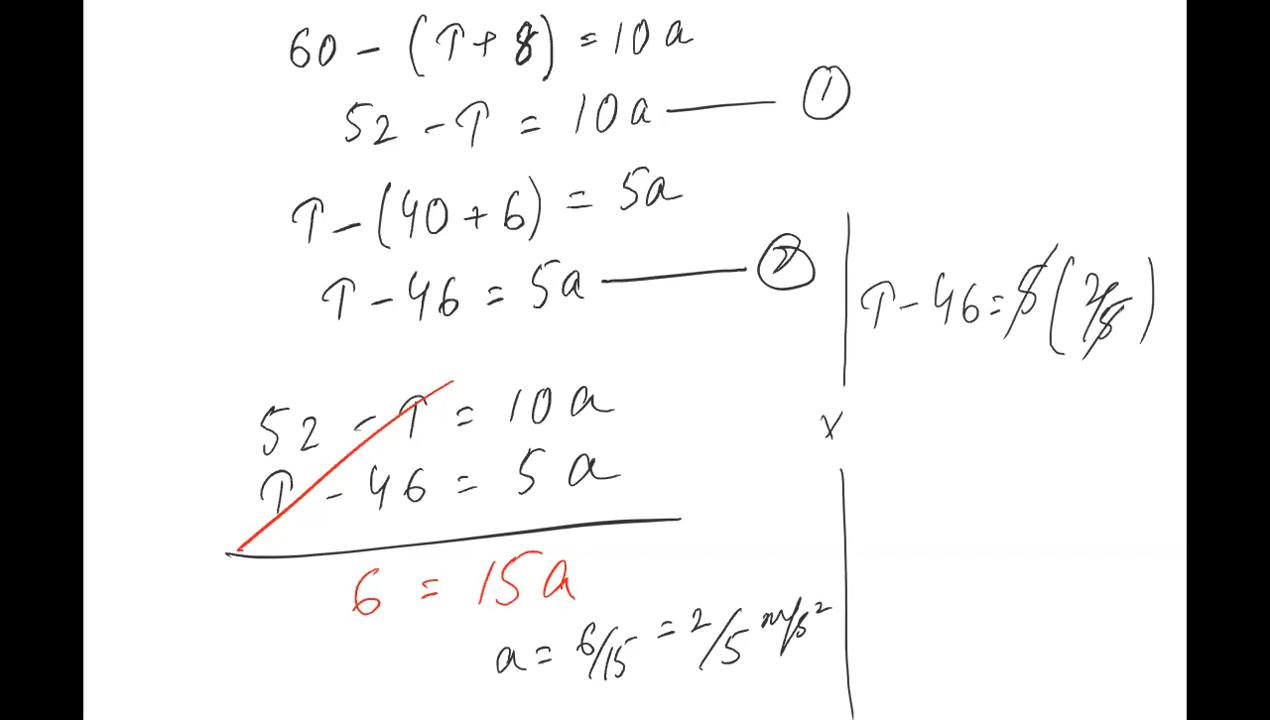 60 - (T + 8) = 10a
52 - T = 10a —— ①
T - (40 + 6) = 5a
T - 46 = 5a —— ②
52 - T = 10a
T - 46 = 5a
6 = 15a
a = 6/15 = 2/5 m/s²
T - 46 = 5(2/5)
x